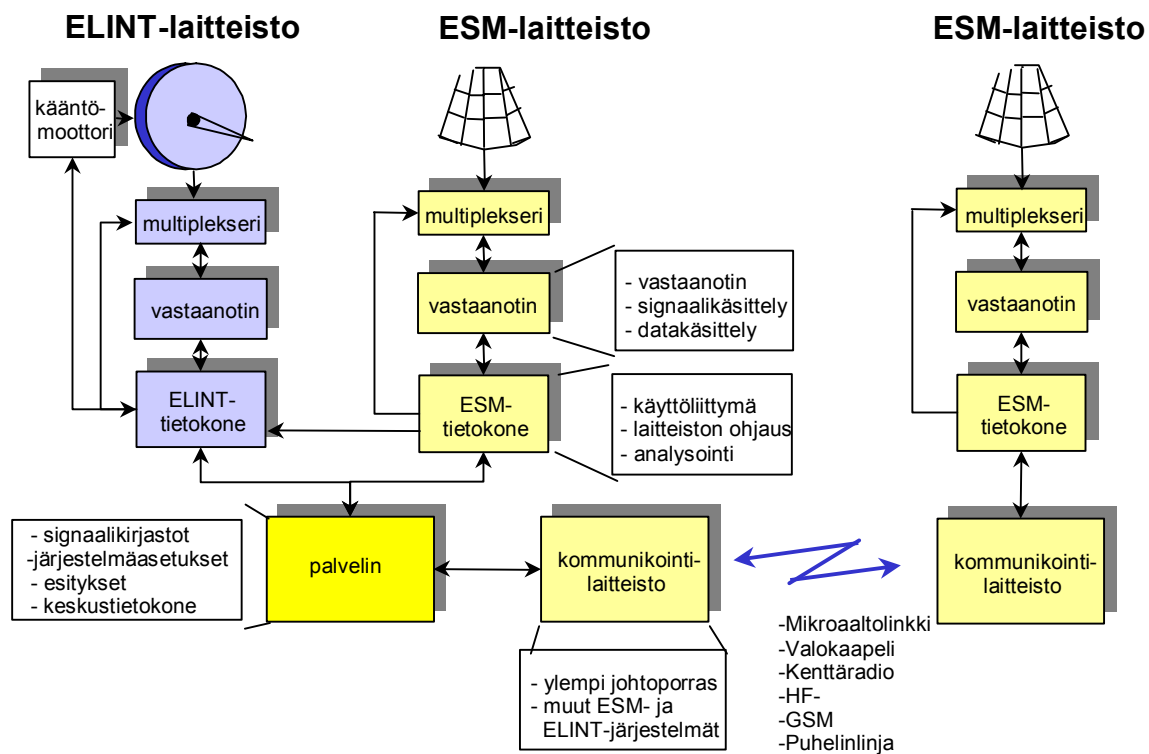 ELINT-laitteisto
ESM-laitteisto
ESM-laitteisto
kääntö-
moottori
multiplekseri
vastaanotin
ELINT-
tietokone
multiplekseri
vastaanotin
ESM-
tietokone
- vastaanotin
- signaalikäsittely
- datakäsittely
- käyttöliittymä
- laitteiston ohjaus
- analysointi
multiplekseri
vastaanotin
ESM-
tietokone
- signaalikirjastot
-järjestelmäasetukset
- esitykset
- keskustietokone
palvelin
kommunikointi-
laitteisto
- ylempi johtoporras
- muut ESM- ja
ELINT-järjestelmät
kommunikointi-
laitteisto
-Mikroaaltolinkki
-Valokaapeli
-Kenttäradio
-HF-
-GSM
-Puhelinlinja